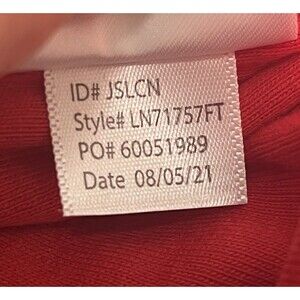 ID# JSLCN
Style# LN71757FT
PO# 60051989
Date 08/05/21